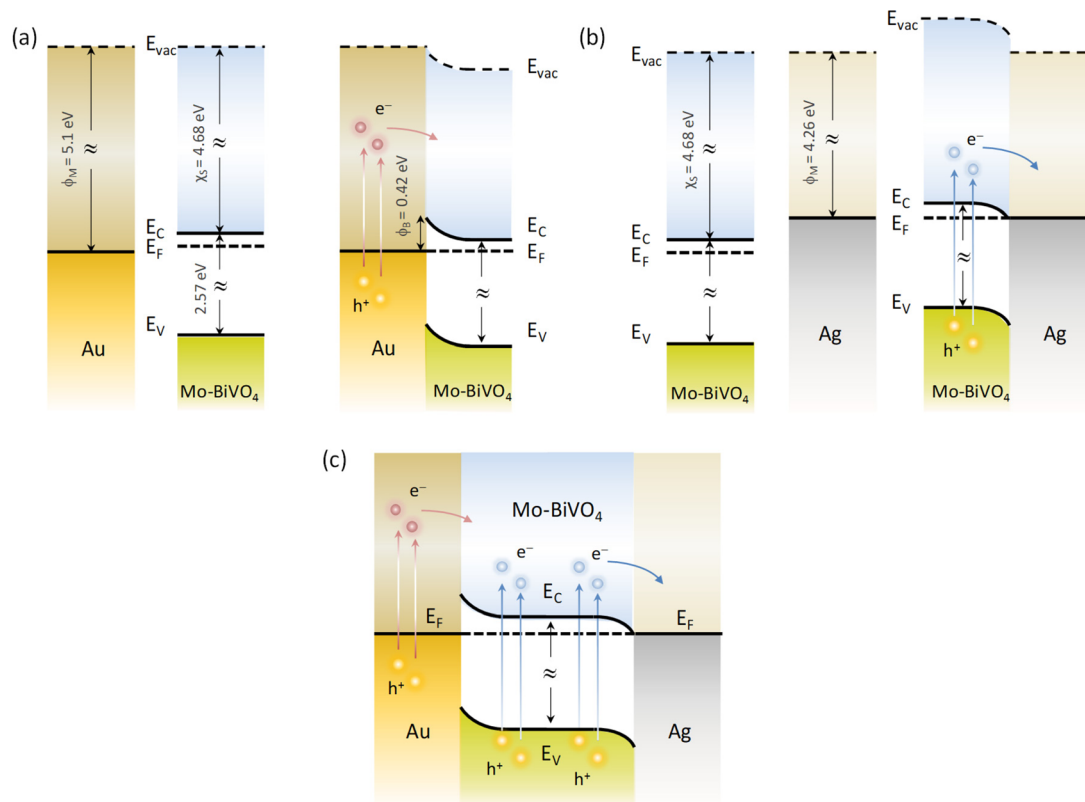 (a)
E_vac
ϕ_M = 5.1 eV
≈
χ_S = 4.68 eV
≈
E_C
E_F
2.57 eV
≈
E_V
Au
Mo-BiVO₄
E_vac
e⁻
ϕ_B = 0.42 eV
E_C
E_F
≈
h⁺
E_V
Au
Mo-BiVO₄
(b)
E_vac
χ_S = 4.68 eV
≈
ϕ_M = 4.26 eV
≈
E_C
E_F
≈
E_V
Mo-BiVO₄
Ag
E_vac
e⁻
E_C
E_F
≈
E_V
h⁺
Mo-BiVO₄
Ag
(c)
e⁻
Mo-BiVO₄
e⁻
e⁻
E_C
E_F
E_F
≈
h⁺
Au
Ag
E_V
h⁺
h⁺